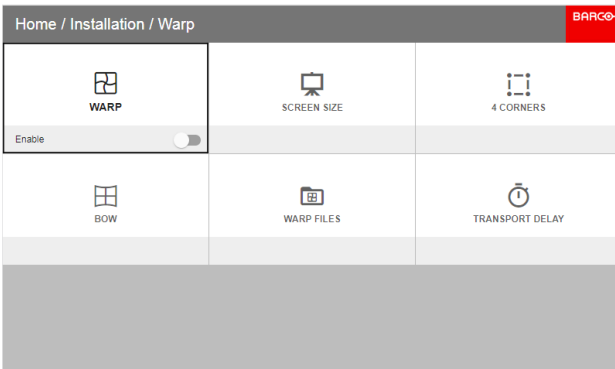 Home / Installation / Warp
BARCO
WARP
SCREEN SIZE
4 CORNERS
Enable
BOW
WARP FILES
TRANSPORT DELAY